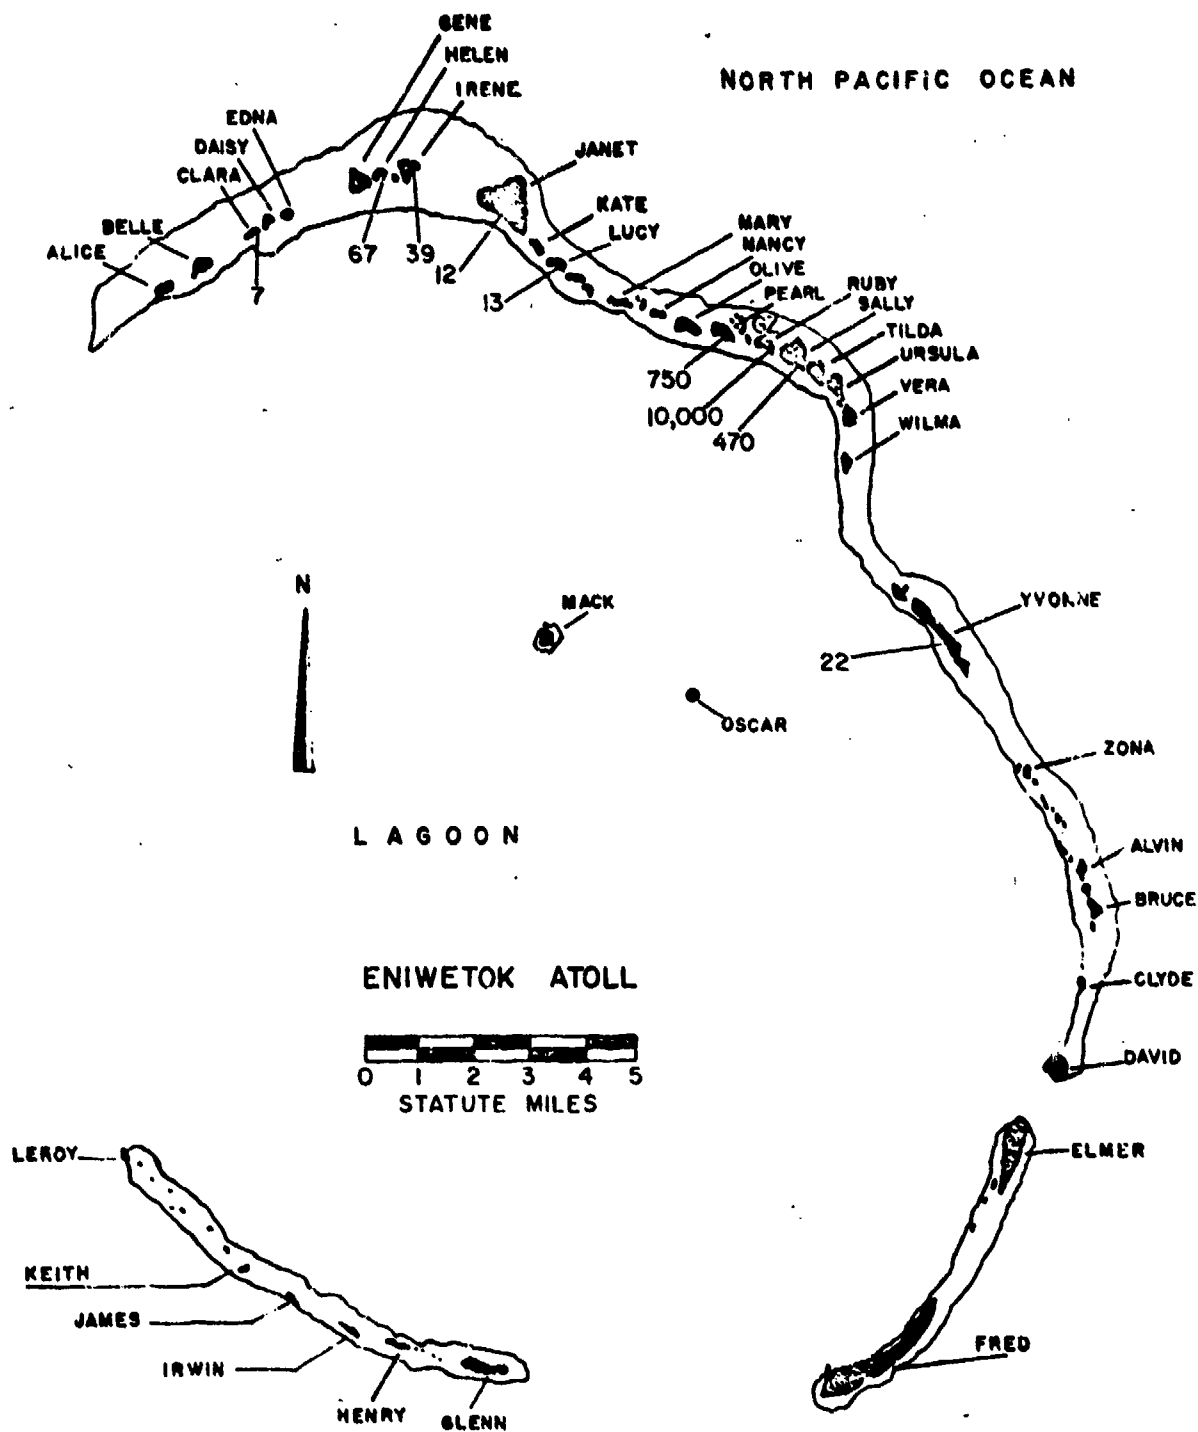 GENE
HELEN
IRENE
NORTH PACIFIC OCEAN
EDNA
DAISY
CLARA
BELLE
ALICE
JANET
KATE
LUCY
MARY
NANCY
OLIVE
PEARL
RUBY
SALLY
TILDA
URSULA
VERA
WILMA
7
67
39
12
13
750
10,000
470
N
MACK
YVONNE
22
OSCAR
ZONA
LAGOON
ALVIN
BRUCE
CLYDE
DAVID
ENIWETOK ATOLL
0 1 2 3 4 5
STATUTE MILES
LEROY
ELMER
KEITH
JAMES
IRWIN
HENRY
GLENN
FRED